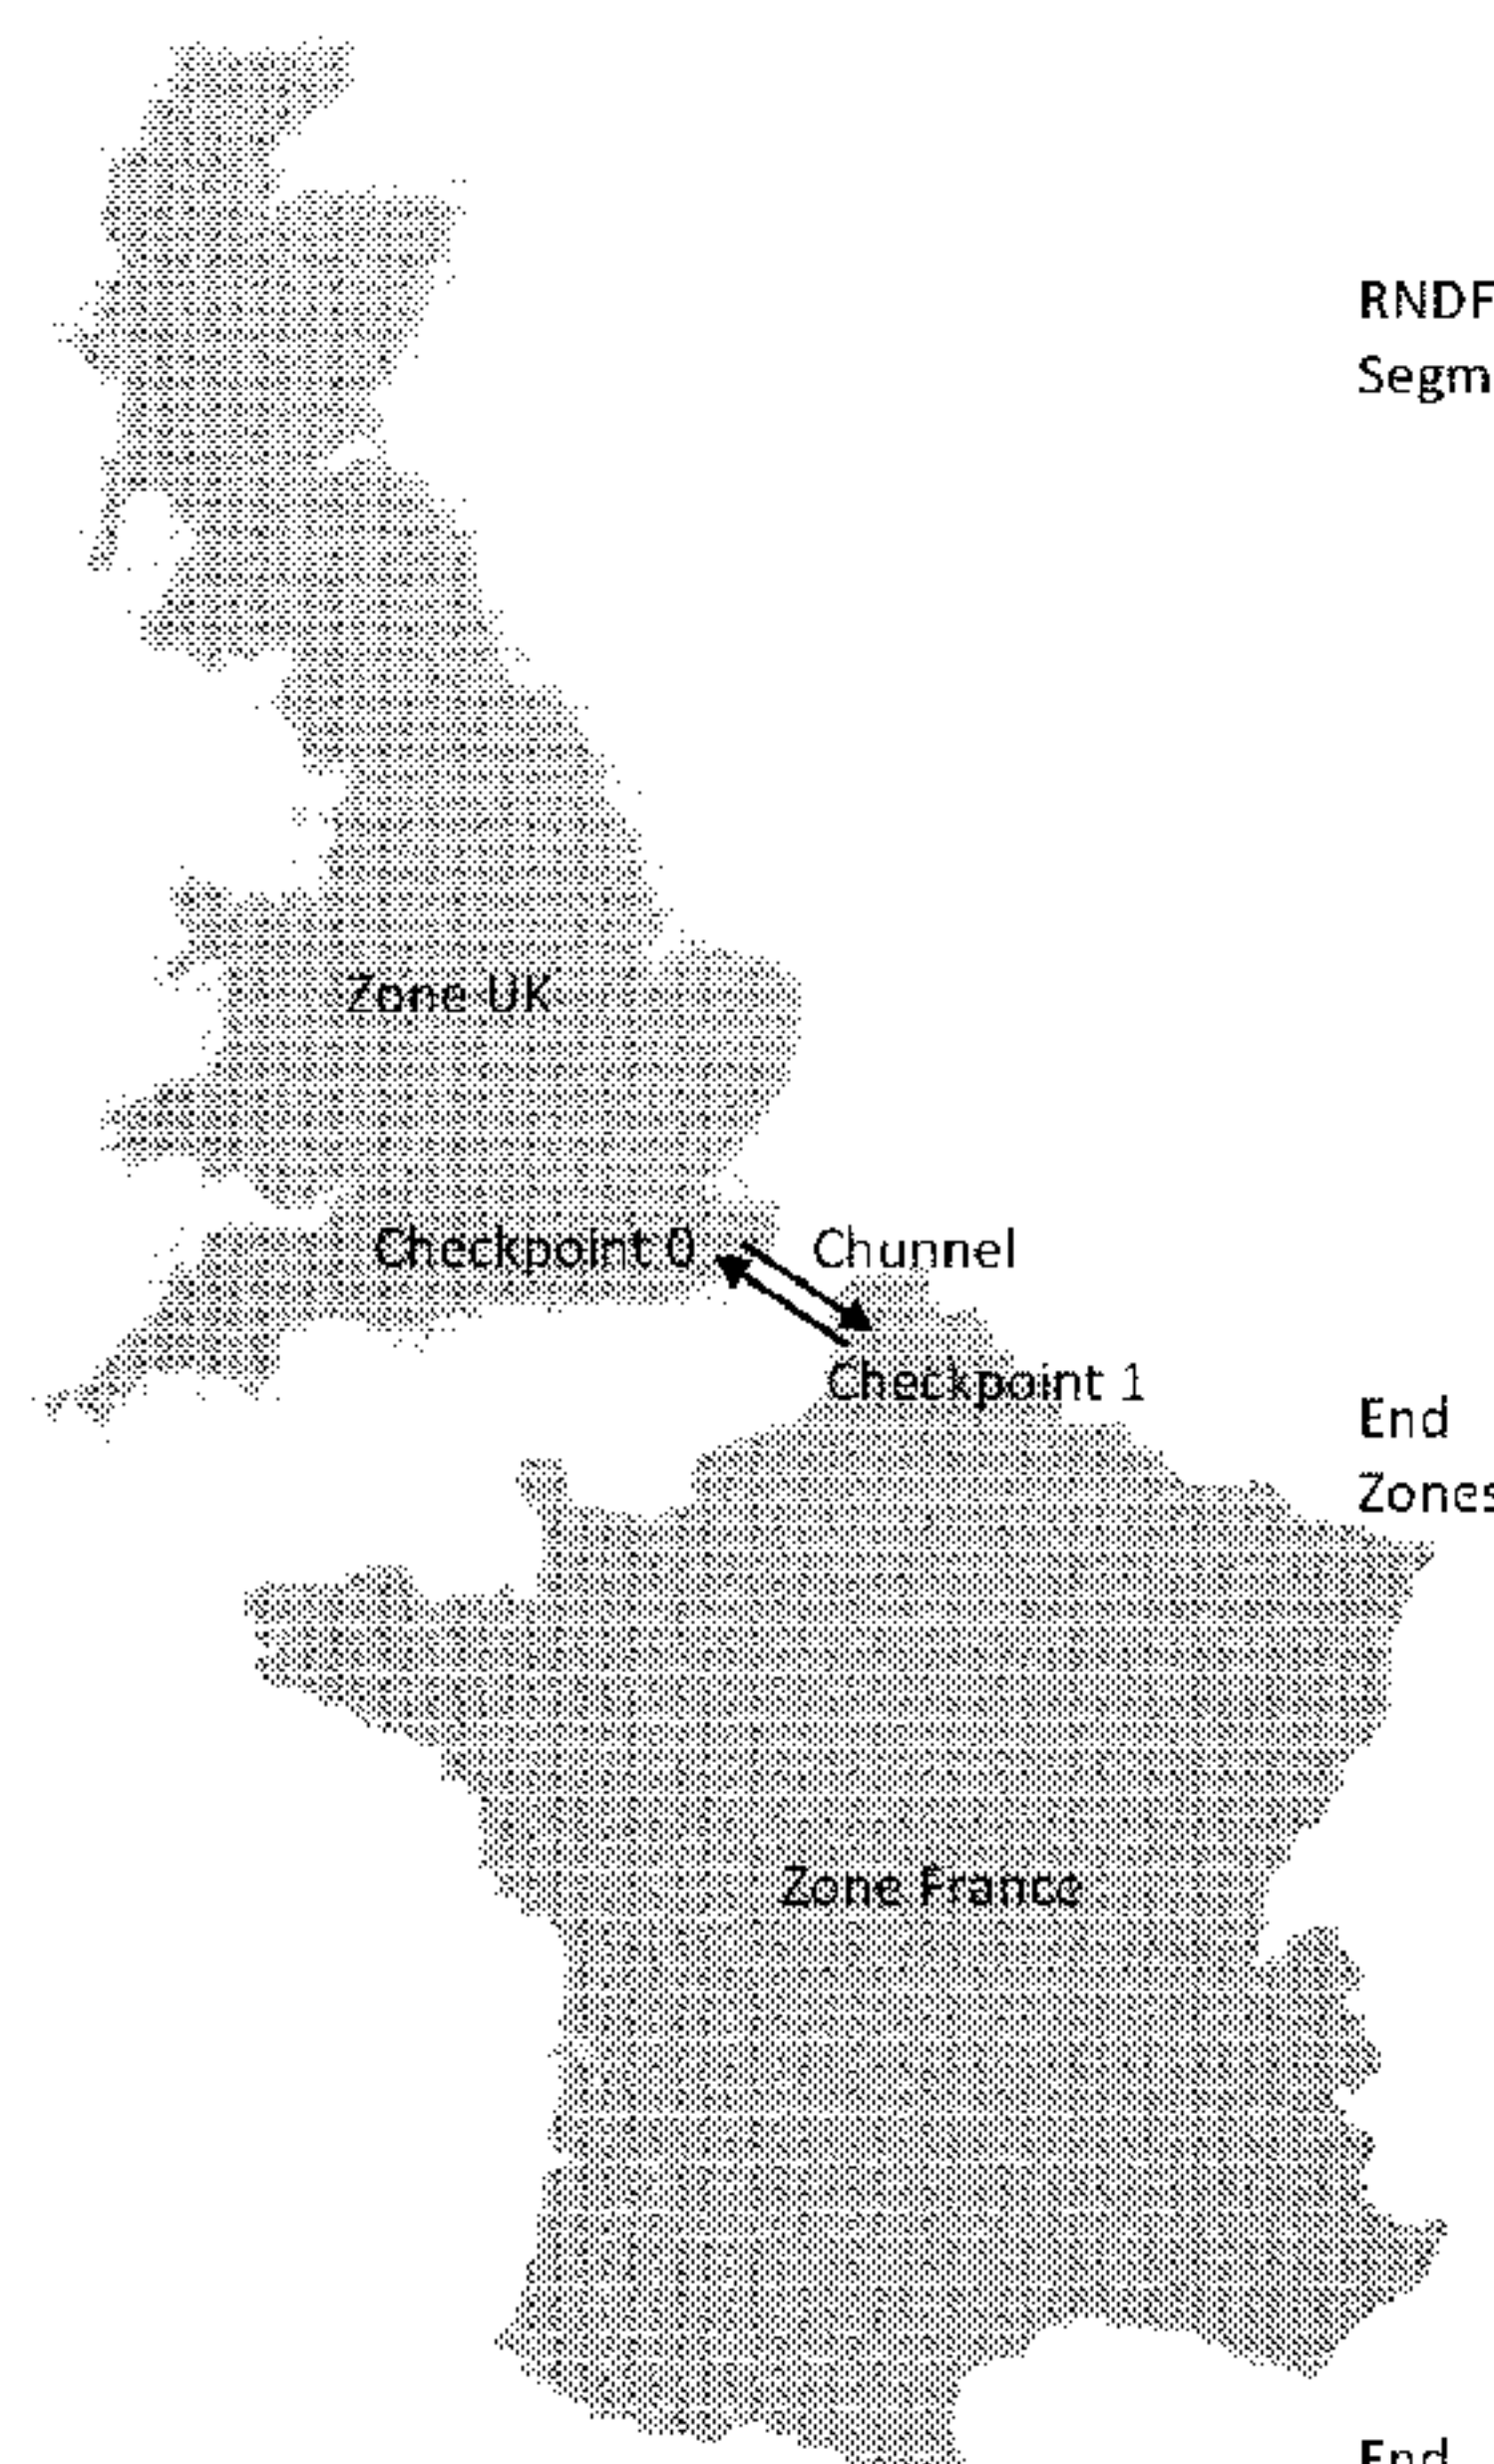 RNDF
Segm
Zone UK
Checkpoint 0
Chunnel
Checkpoint 1
End
Zones
Zone France
End